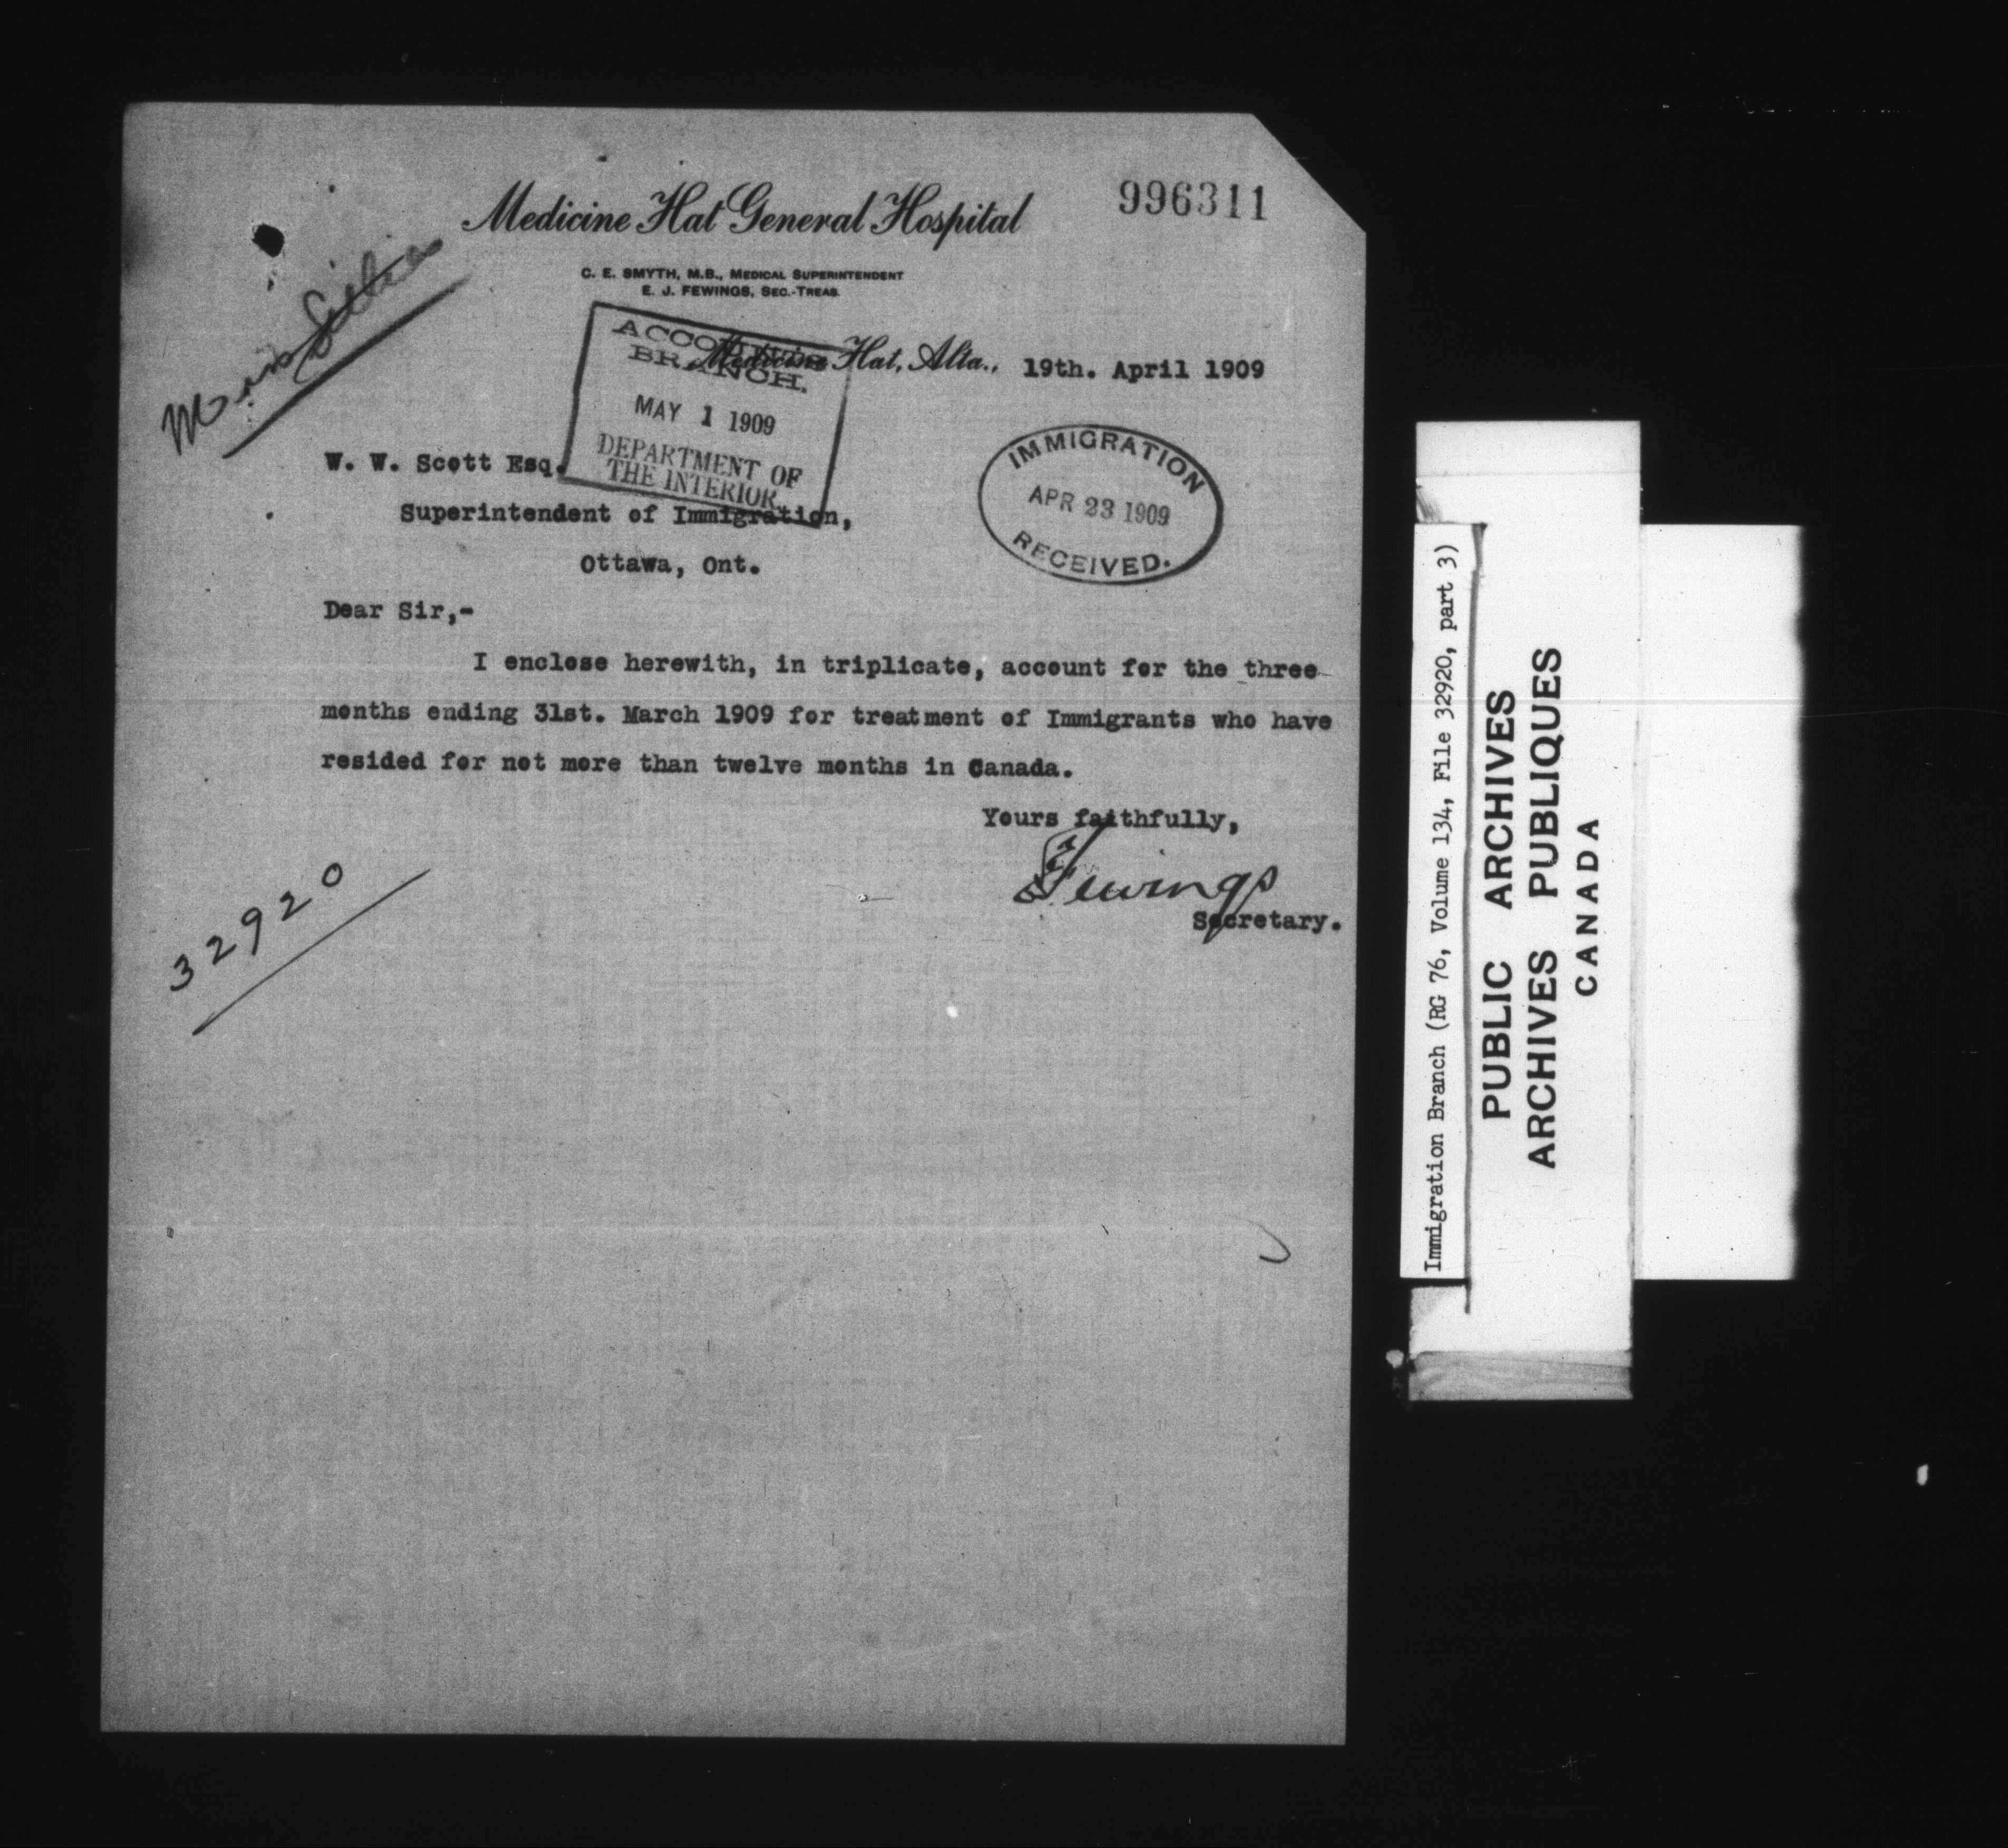 Medicine Hat General Hospital
996311
C. E. SMYTH, M.B., MEDICAL SUPERINTENDENT
E. J. FEWINGS, SEC.-TREAS.
Miss
ACCOUNTS
BRANCH.
MAY 1 1909
DEPARTMENT OF
THE INTERIOR
Medicine Hat, Alta., 19th. April 1909
IMMIGRATION
APR 23 1909
RECEIVED.
W. W. Scott Esq.
Superintendent of Immigration,
Ottawa, Ont.
Dear Sir,-
I enclose herewith, in triplicate, account for the three
months ending 31st. March 1909 for treatment of Immigrants who have
resided for not more than twelve months in Canada.
Yours faithfully,
Fewings
Secretary.
32920
Immigration Branch (RG 76, Volume 134, File 32920, part 3)
PUBLIC ARCHIVES
ARCHIVES PUBLIQUES
CANADA